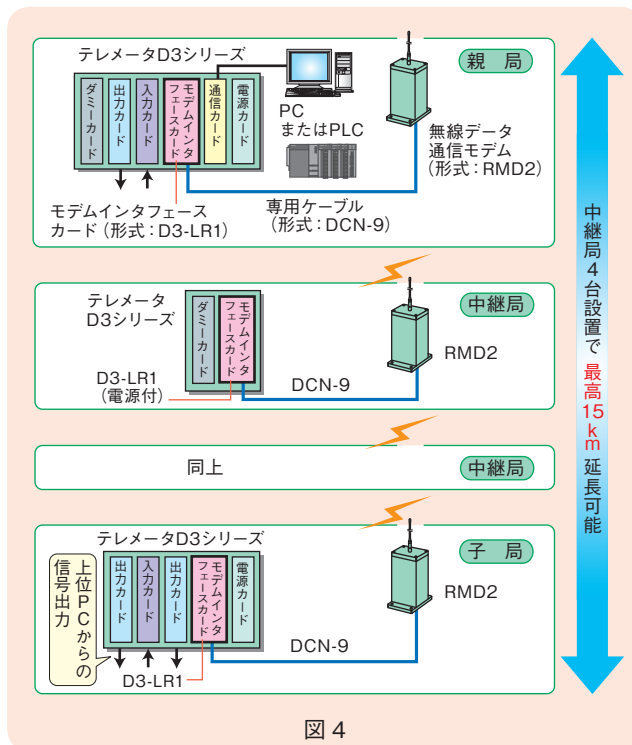 テレメータD3シリーズ
親 局
ダミーカード
出力カード
入力カード
モデムインタ
フェースカード
通信カード
電源カード
PC
またはPLC
無線データ
通信モデム
(形式:RMD2)
モデムインタフェース
カード(形式:D3-LR1)
専用ケーブル
(形式:DCN-9)
テレメータ
D3シリーズ
中継局
ダミーカード
モデムインタ
フェースカード
RMD2
D3-LR1
(電源付)
DCN-9
同上
中継局
テレメータD3シリーズ
子 局
上位PCからの
信号出力
出力カード
入力カード
出力カード
モデムインタ
フェースカード
電源カード
RMD2
DCN-9
D3-LR1
中継局4台設置で最高15km延長可能
図4